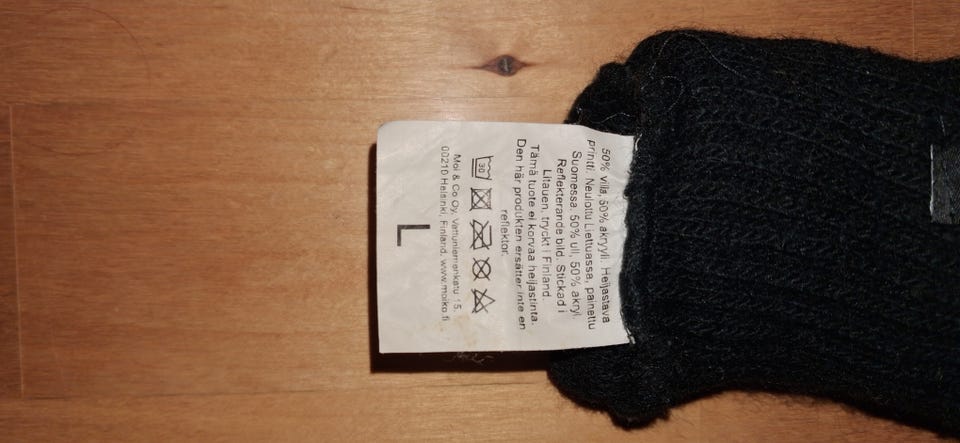 50% villa, 50% akryyli. Heijastava
printti. Neulottu Liettuassa, painettu
Suomessa. 50% ull, 50% akryl.
Reflekterande bild. Stickad i
Litauen, tryckt i Finland.
Tämä tuote ei korvaa heijastinta.
Den här produkten ersätter inte en
reflektor.
30
Moi & Co Oy, Vattuniemenkatu 15,
00210 Helsinki, Finland. www.moiko.fi
L